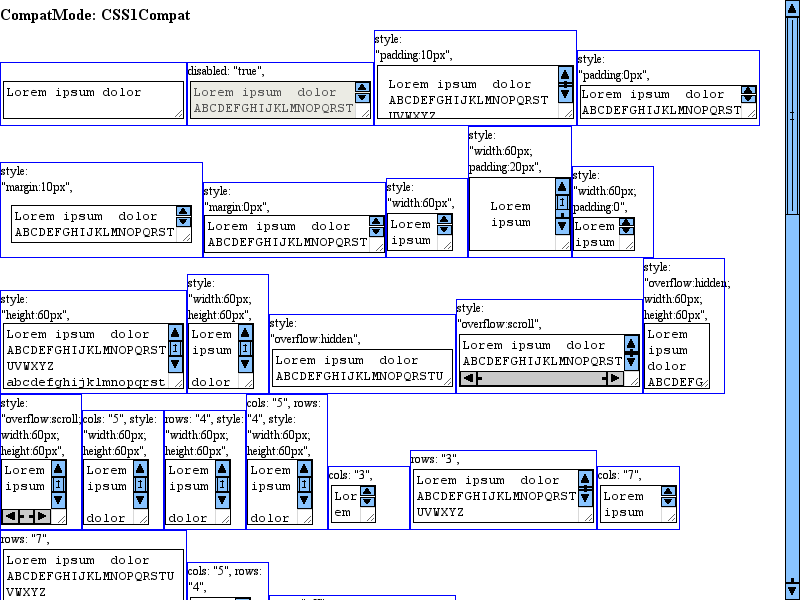 CompatMode: CSS1Compat
Lorem ipsum dolor
disabled: "true",
Lorem ipsum  dolor
ABCDEFGHIJKLMNOPQRST
style:
"padding:10px",
Lorem ipsum  dolor
ABCDEFGHIJKLMNOPQRST
UVWXYZ
style:
"padding:0px",
Lorem ipsum  dolor
ABCDEFGHIJKLMNOPQRST
style:
"margin:10px",
Lorem ipsum  dolor
ABCDEFGHIJKLMNOPQRST
style:
"margin:0px",
Lorem ipsum  dolor
ABCDEFGHIJKLMNOPQRST
style:
"width:60px",
Lorem
ipsum
style:
"width:60px;
padding:20px",
Lorem
ipsum
style:
"width:60px;
padding:0",
Lorem
ipsum
style:
"height:60px",
Lorem ipsum  dolor
ABCDEFGHIJKLMNOPQRST
UVWXYZ
abcdefghijklmnopqrst
style:
"width:60px;
height:60px",
Lorem
ipsum
dolor
style:
"overflow:hidden",
Lorem ipsum  dolor
ABCDEFGHIJKLMNOPQRSTU
style:
"overflow:scroll",
Lorem ipsum  dolor
ABCDEFGHIJKLMNOPQRST
style:
"overflow:hidden;
width:60px;
height:60px",
Lorem
ipsum
dolor
ABCDEFG
style:
"overflow:scroll;
width:60px;
height:60px",
Lorem
ipsum
cols: "5", style:
"width:60px;
height:60px",
Lorem
ipsum
dolor
rows: "4", style:
"width:60px;
height:60px",
Lorem
ipsum
dolor
cols: "5", rows:
"4", style:
"width:60px;
height:60px",
Lorem
ipsum
dolor
cols: "3",
Lor
em
rows: "3",
Lorem ipsum  dolor
ABCDEFGHIJKLMNOPQRST
UVWXYZ
cols: "7",
Lorem
ipsum
rows: "7",
Lorem ipsum  dolor
ABCDEFGHIJKLMNOPQRSTU
VWXYZ
cols: "5", rows:
"4",